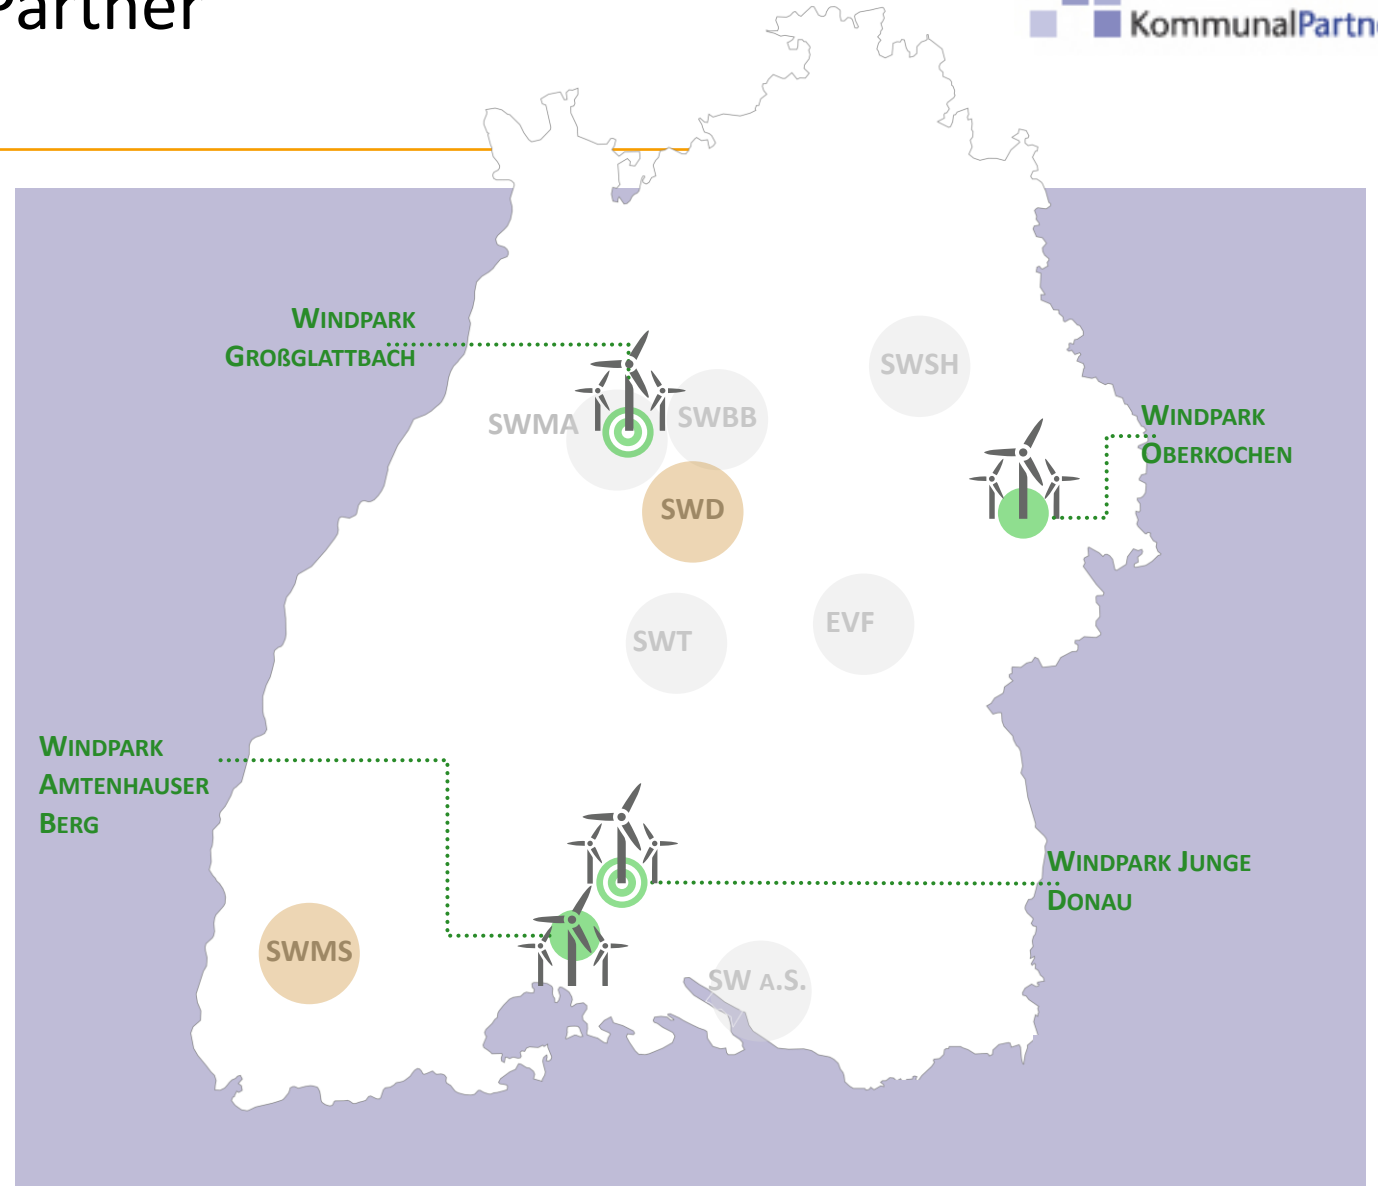 Partner
KommunalPartn
WINDPARK
GROßGLATTBACH
SWSH
SWMA
SWBB
WINDPARK
OBERKOCHEN
SWD
EVF
SWT
WINDPARK
AMTENHAUSER
BERG
WINDPARK JUNGE
DONAU
SWMS
SW A.S.